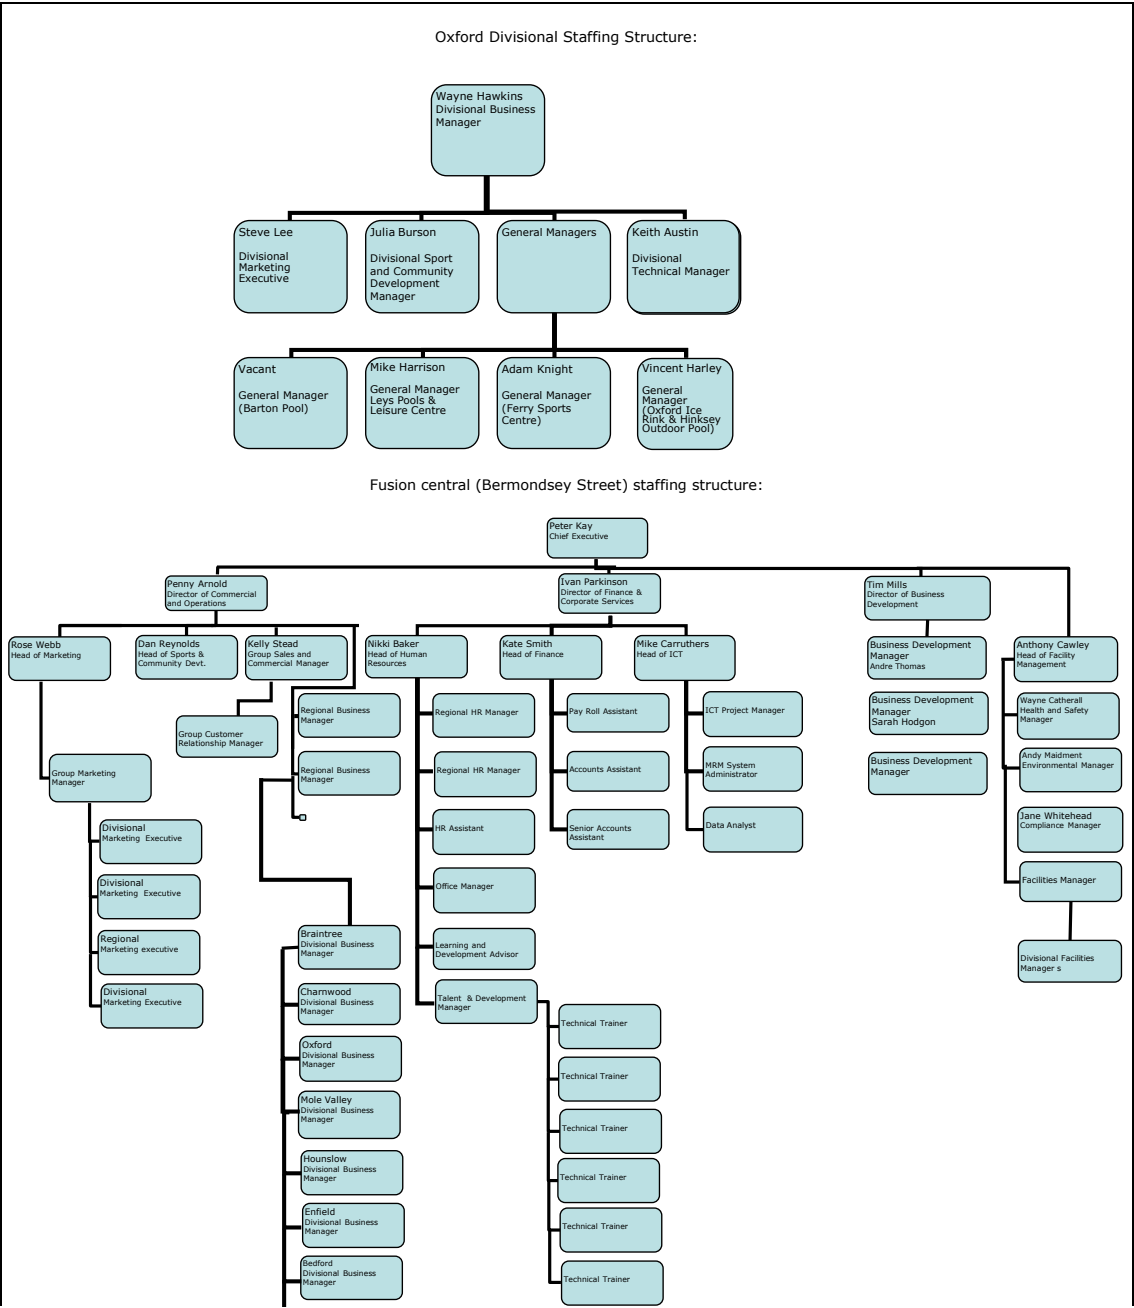 Oxford Divisional Staffing Structure:
Wayne Hawkins
Divisional Business
Manager
Steve Lee
Divisional
Marketing
Executive
Julia Burson
Divisional Sport
and Community
Development
Manager
General Managers
Keith Austin
Divisional
Technical Manager
Vacant
General Manager
(Barton Pool)
Mike Harrison
General Manager
Leys Pools &
Leisure Centre
Adam Knight
General Manager
(Ferry Sports
Centre)
Vincent Harley
General
Manager
(Oxford Ice
Rink & Hinksey
Outdoor Pool)
Fusion central (Bermondsey Street) staffing structure:
Peter Kay
Chief Executive
Penny Arnold
Director of Commercial
and Operations
Ivan Parkinson
Director of Finance &
Corporate Services
Tim Mills
Director of Business
Development
Rose Webb
Head of Marketing
Dan Reynolds
Head of Sports &
Community Devt.
Kelly Stead
Group Sales and
Commercial Manager
Nikki Baker
Head of Human
Resources
Kate Smith
Head of Finance
Mike Carruthers
Head of ICT
Business Development
Manager
Andre Thomas
Anthony Cawley
Head of Facility
Management
Group Customer
Relationship Manager
Regional Business
Manager
Regional HR Manager
Pay Roll Assistant
ICT Project Manager
Business Development
Manager
Sarah Hodgon
Wayne Catherall
Health and Safety
Manager
Group Marketing
Manager
Regional Business
Manager
Regional HR Manager
Accounts Assistant
MRM System
Administrator
Business Development
Manager
Andy Maidment
Environmental Manager
Divisional
Marketing Executive
HR Assistant
Senior Accounts
Assistant
Data Analyst
Jane Whitehead
Compliance Manager
Divisional
Marketing Executive
Office Manager
Facilities Manager
Regional
Marketing executive
Braintree
Divisional Business
Manager
Learning and
Development Advisor
Divisional Facilities
Manager s
Divisional
Marketing Executive
Charnwood
Divisional Business
Manager
Talent & Development
Manager
Technical Trainer
Oxford
Divisional Business
Manager
Technical Trainer
Mole Valley
Divisional Business
Manager
Technical Trainer
Hounslow
Divisional Business
Manager
Technical Trainer
Enfield
Divisional Business
Manager
Technical Trainer
Bedford
Divisional Business
Manager
Technical Trainer